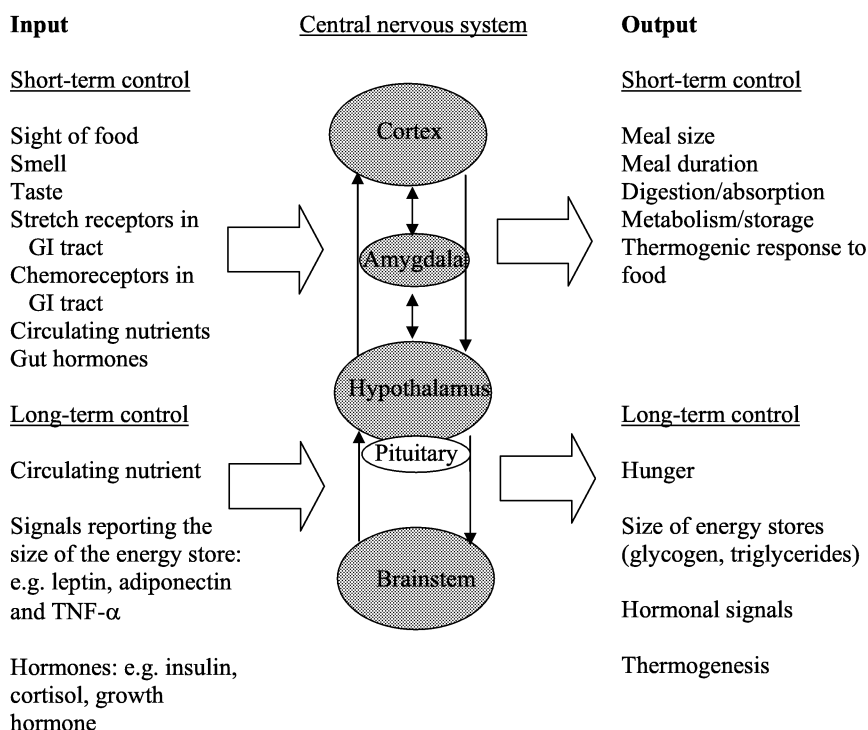 Input
Short-term control
Sight of food
Smell
Taste
Stretch receptors in
GI tract
Chemoreceptors in
GI tract
Circulating nutrients
Gut hormones
Long-term control
Circulating nutrient
Signals reporting the
size of the energy store:
e.g. leptin, adiponectin
and TNF-α
Hormones: e.g. insulin,
cortisol, growth
hormone
Central nervous system
Cortex
Amygdala
Hypothalamus
Pituitary
Brainstem
Output
Short-term control
Meal size
Meal duration
Digestion/absorption
Metabolism/storage
Thermogenic response to
food
Long-term control
Hunger
Size of energy stores
(glycogen, triglycerides)
Hormonal signals
Thermogenesis